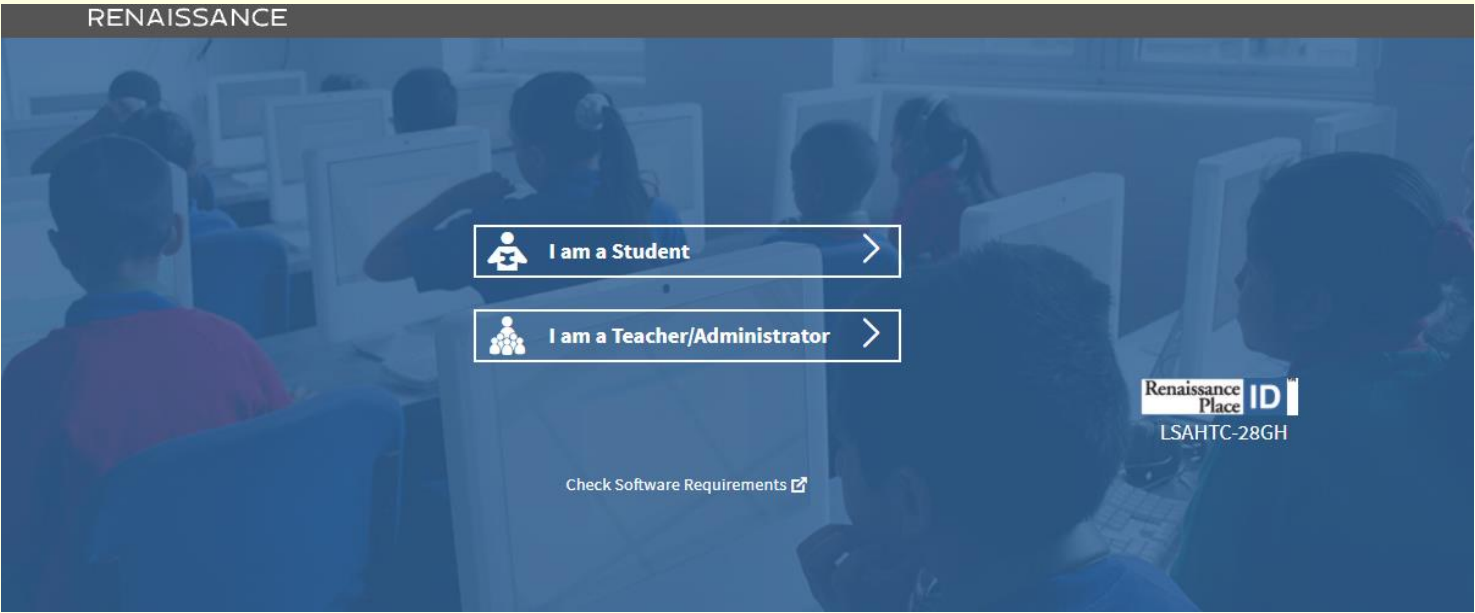 RENAISSANCE
I am a Student
I am a Teacher/Administrator
Renaissance
Place
ID
LSAHTC-28GH
Check Software Requirements